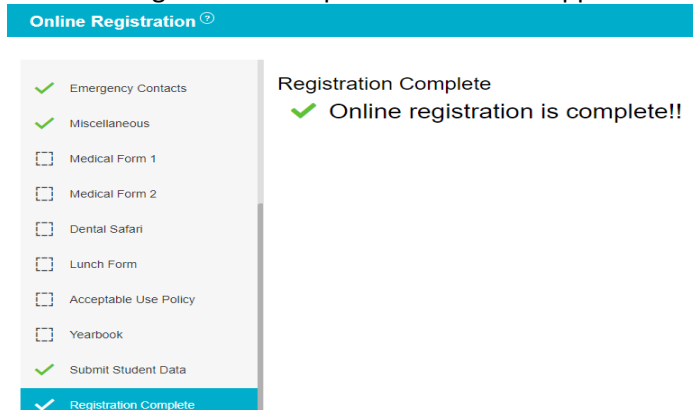 Online Registration ?
Emergency Contacts
Miscellaneous
Medical Form 1
Medical Form 2
Dental Safari
Lunch Form
Acceptable Use Policy
Yearbook
Submit Student Data
Registration Complete
Registration Complete
Online registration is complete!!